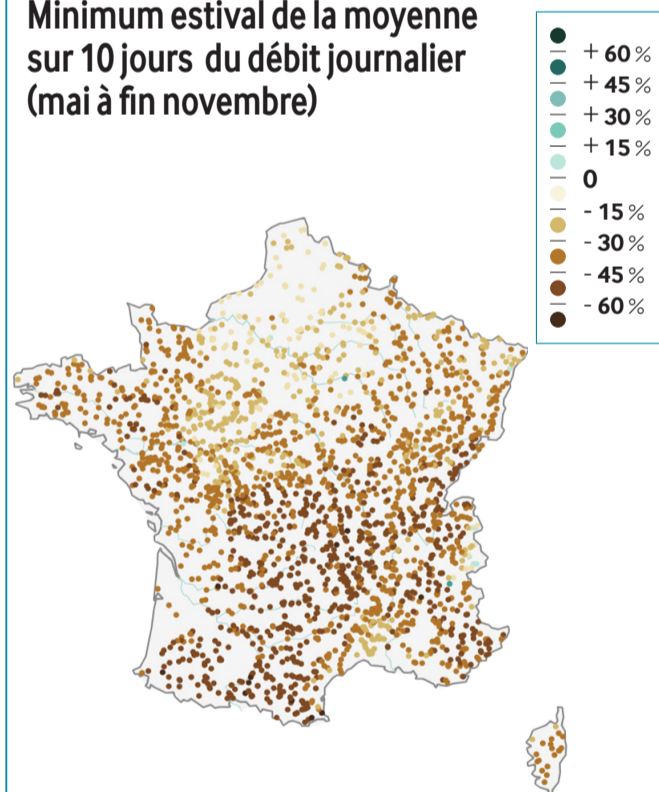 Minimum estival de la moyenne
sur 10 jours du débit journalier
(mai à fin novembre)
+ 60 %
+ 45 %
+ 30 %
+ 15 %
0
- 15 %
- 30 %
- 45 %
- 60 %